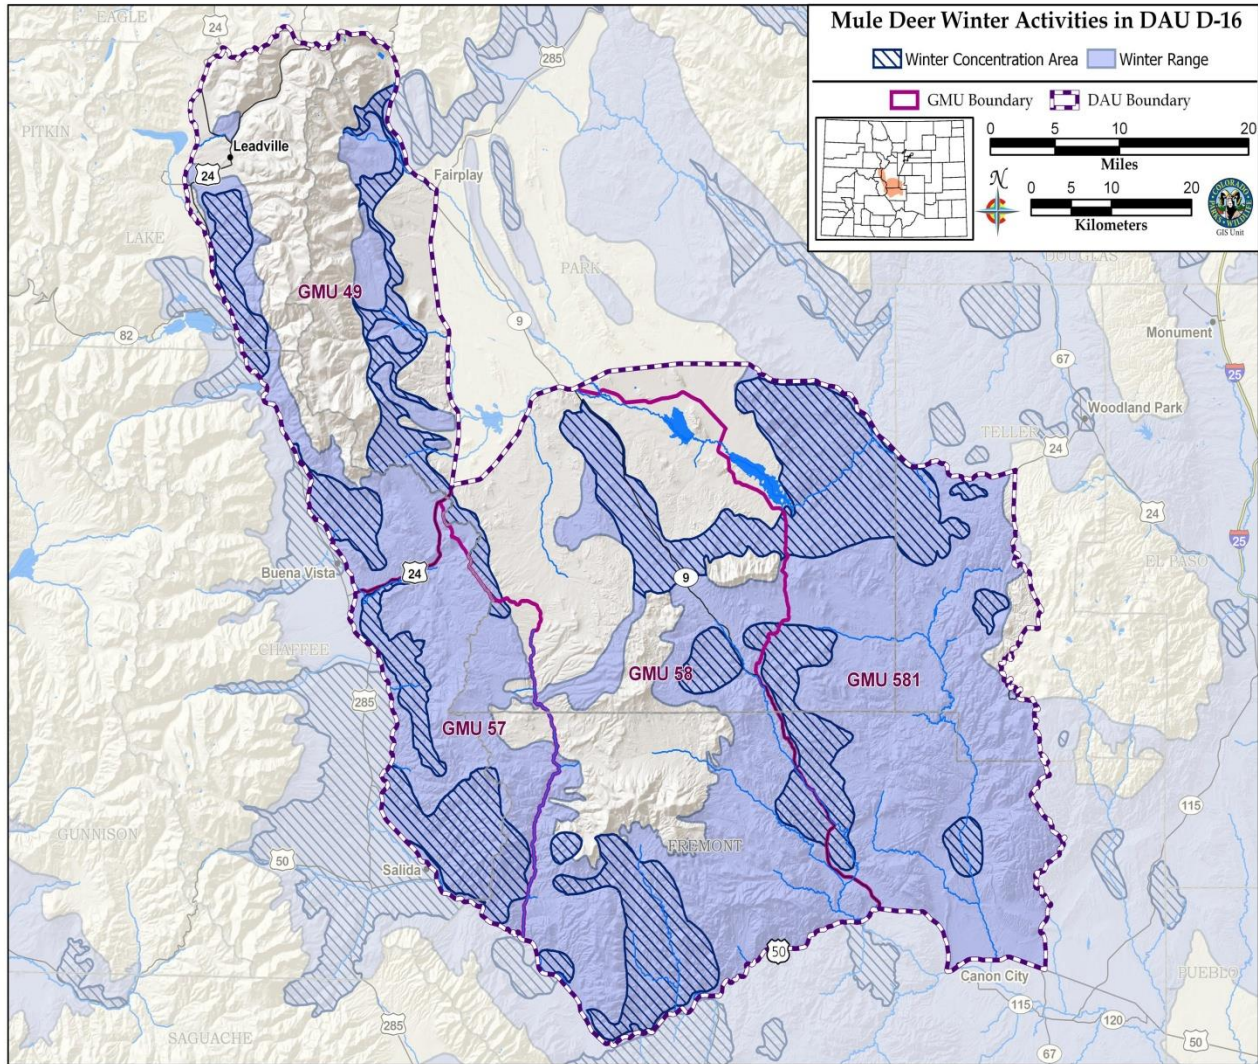 Mule Deer Winter Activities in DAU D-16
Winter Concentration Area
Winter Range
GMU Boundary
DAU Boundary
0 5 10 20
Miles
N
0 5 10 20
Kilometers
COLORADO
GIS Unit
EAGLE
24
285
PITKIN
Leadville
24
Fairplay
LAKE
PARK
DOUGLAS
GMU 49
9
82
67
Monument
25
Woodland Park
TELLER
24
24
25
Buena Vista
24
9
EL PASO
CHAFFEE
285
GMU 58
GMU 581
GMU 57
115
GUNNISON
50
Salida
FREMONT
50
Canon City
PUEBLO
115
120
50
SAGUACHE
285
67